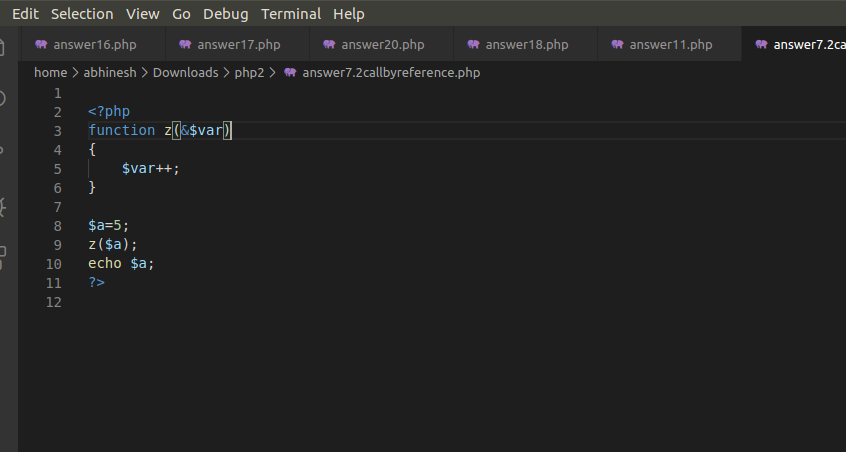 Edit Selection View Go Debug Terminal Help
answer16.php answer17.php answer20.php answer18.php answer11.php answer7.2ca
home > abhinesh > Downloads > php2 > answer7.2callbyreference.php
1
2 <?php
3 function z(&$var)
4 {
5     $var++;
6 }
7
8 $a=5;
9 z($a);
10 echo $a;
11 ?>
12